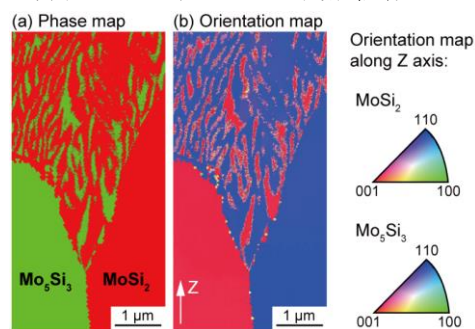 (a) Phase map
(b) Orientation map
Mo₅Si₃
MoSi₂
1 µm
Z
1 µm
Orientation map
along Z axis:
MoSi₂
110
001
100
Mo₅Si₃
110
001
100